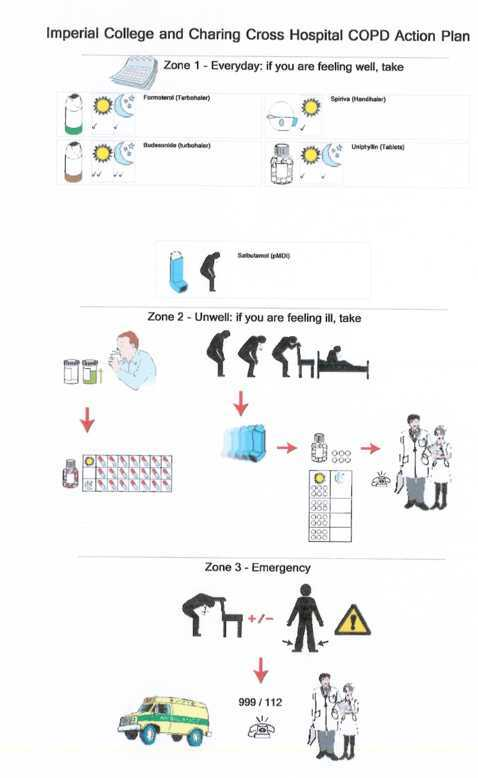 Imperial College and Charing Cross Hospital COPD Action Plan
Zone 1 - Everyday: if you are feeling well, take
Formoterol (Turbohaler)
Spiriva (Handihaler)
Budesonide (turbohaler)
Uniphyllin (Tablets)
Salbutamol (pMDI)
Zone 2 - Unwell: if you are feeling ill, take
Zone 3 - Emergency
+/-
999 / 112